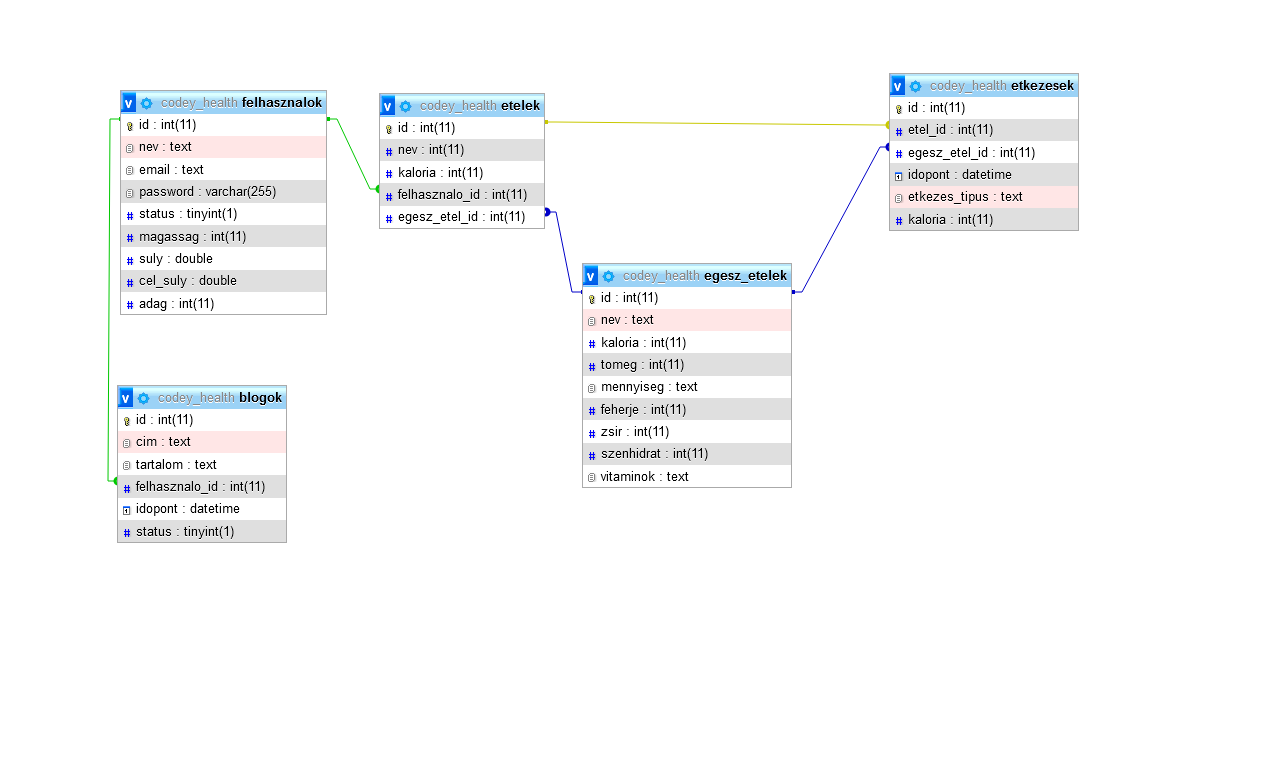 v codey_health felhasznalok
id : int(11)
nev : text
email : text
password : varchar(255)
# status : tinyint(1)
# magassag : int(11)
# suly : double
# cel_suly : double
# adag : int(11)
v codey_health etelek
id : int(11)
# nev : int(11)
# kaloria : int(11)
# felhasznalo_id : int(11)
# egesz_etel_id : int(11)
v codey_health etkezesek
id : int(11)
# etel_id : int(11)
# egesz_etel_id : int(11)
idopont : datetime
etkezes_tipus : text
# kaloria : int(11)
v codey_health egesz_etelek
id : int(11)
nev : text
# kaloria : int(11)
# tomeg : int(11)
mennyiseg : text
# feherje : int(11)
# zsir : int(11)
# szenhidrat : int(11)
vitaminok : text
v codey_health blogok
id : int(11)
cim : text
tartalom : text
# felhasznalo_id : int(11)
idopont : datetime
# status : tinyint(1)